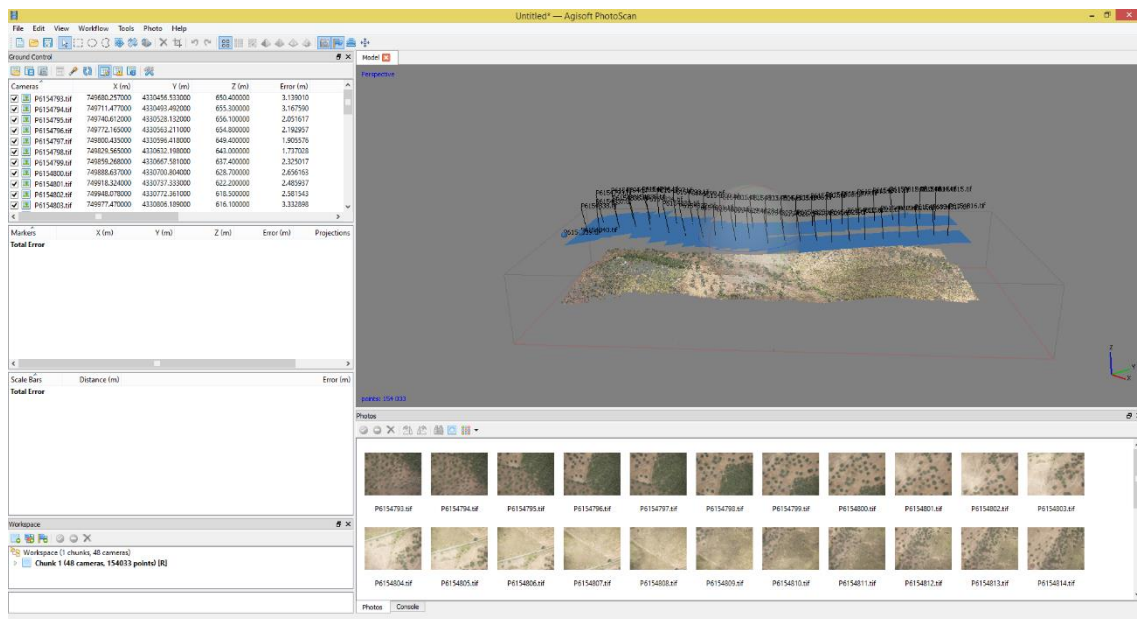 Untitled* — Agisoft PhotoScan
File Edit View Workflow Tools Photo Help
Ground Control
Cameras X (m) Y (m) Z (m) Error (m)
P6154793.tif 749680.257000 4330456.533000 650.400000 3.139010
P6154794.tif 749711.477000 4330493.492000 655.300000 3.167590
P6154795.tif 749740.612000 4330528.132000 656.100000 2.051617
P6154796.tif 749772.165000 4330563.211000 654.800000 2.192957
P6154797.tif 749800.435000 4330596.418000 649.400000 1.905576
P6154798.tif 749829.565000 4330632.198000 643.000000 1.737028
P6154799.tif 749859.268000 4330667.581000 637.400000 2.325017
P6154800.tif 749888.637000 4330700.804000 628.700000 2.656163
P6154801.tif 749918.324000 4330737.333000 622.200000 2.485937
P6154802.tif 749948.078000 4330772.361000 618.500000 2.581543
P6154803.tif 749977.470000 4330806.189000 616.100000 3.332898
Markers X (m) Y (m) Z (m) Error (m) Projections
Total Error
Scale Bars Distance (m) Error (m)
Total Error
Workspace
Workspace (1 chunks, 48 cameras)
Chunk 1 (48 cameras, 154033 points) [R]
Model
Perspective
Z
Y
X
points: 154 033
Photos
P6154793.tif P6154794.tif P6154795.tif P6154796.tif P6154797.tif P6154798.tif P6154799.tif P6154800.tif P6154801.tif P6154802.tif P6154803.tif
P6154804.tif P6154805.tif P6154806.tif P6154807.tif P6154808.tif P6154809.tif P6154810.tif P6154811.tif P6154812.tif P6154813.tif P6154814.tif
Photos Console